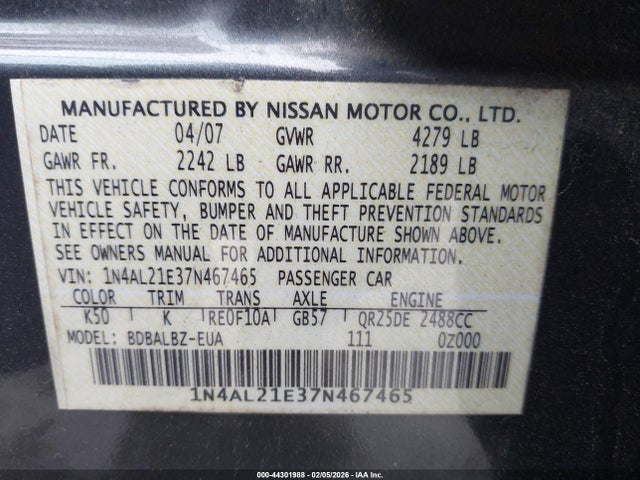 MANUFACTURED BY NISSAN MOTOR CO., LTD.
DATE 04/07 GVWR 4279 LB
GAWR FR. 2242 LB GAWR RR. 2189 LB
THIS VEHICLE CONFORMS TO ALL APPLICABLE FEDERAL MOTOR
VEHICLE SAFETY, BUMPER AND THEFT PREVENTION STANDARDS
IN EFFECT ON THE DATE OF MANUFACTURE SHOWN ABOVE.
SEE OWNERS MANUAL FOR ADDITIONAL INFORMATION.
VIN: 1N4AL21E37N467465 PASSENGER CAR
COLOR TRIM TRANS AXLE ENGINE
K50 K RE0F10A GB57 QR25DE 2488CC
MODEL: BDBALBZ-EUA 111 0Z000
1N4AL21E37N467465
000-44301988 - 02/05/2026 - IAA Inc.